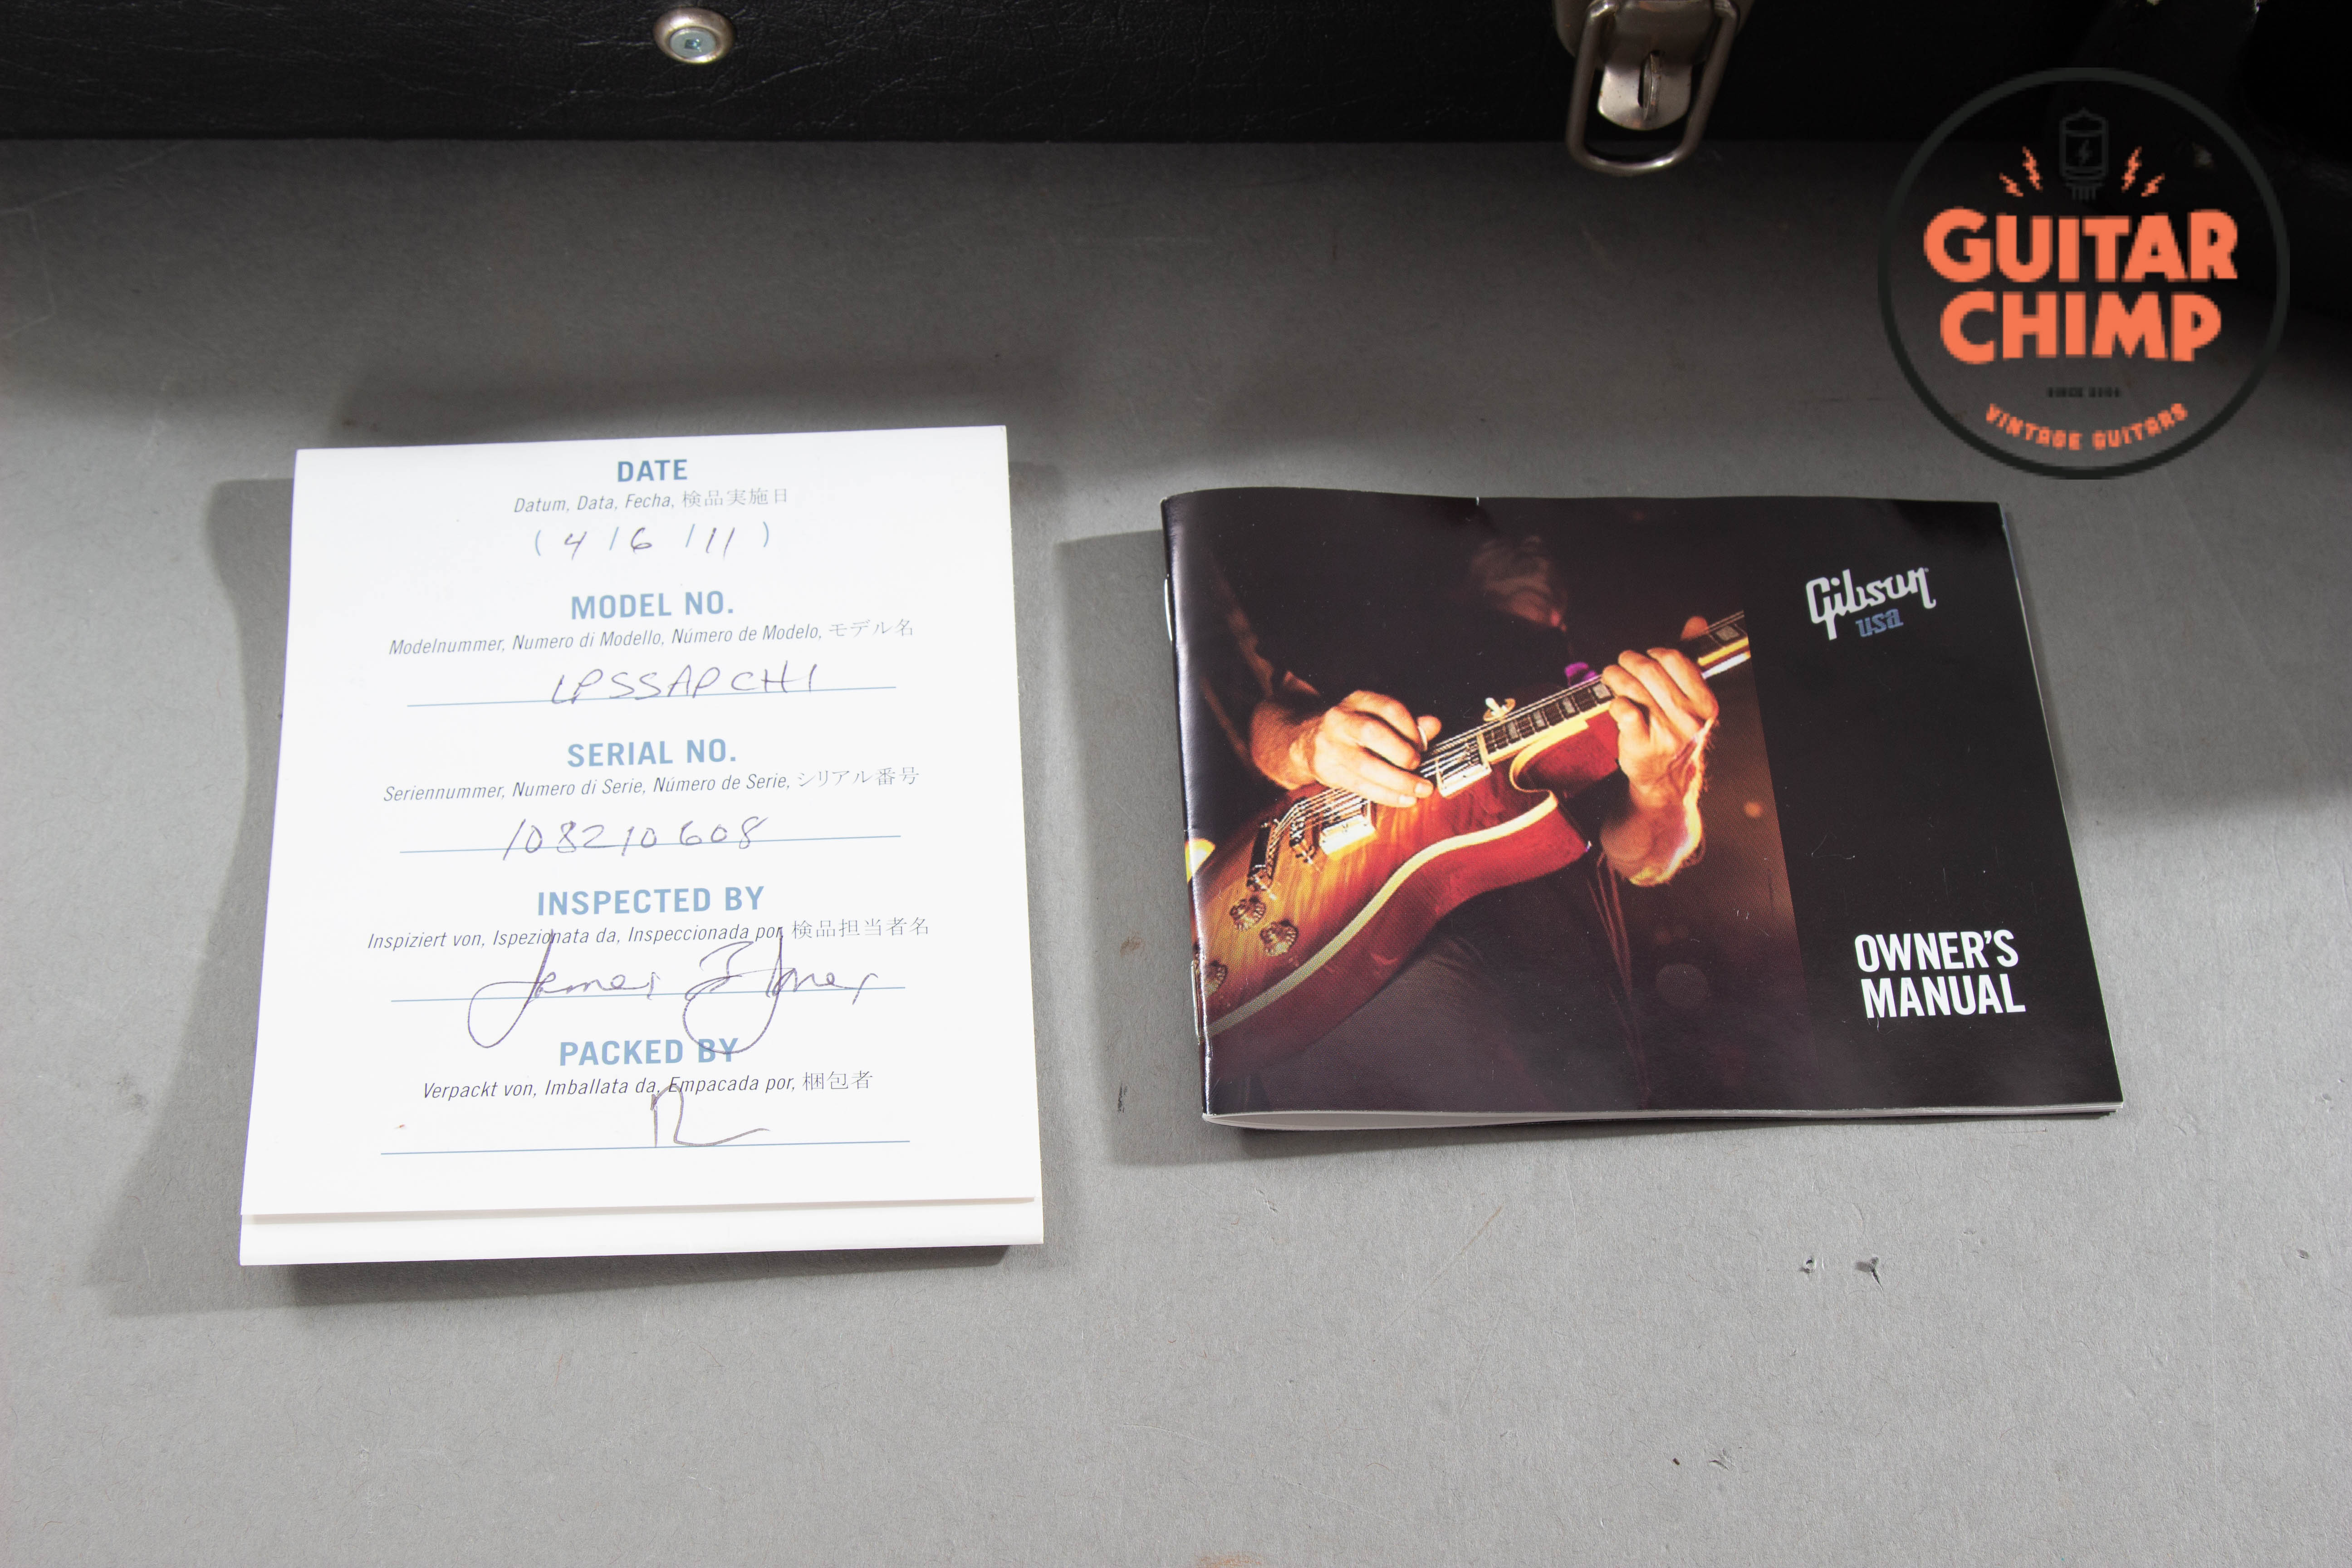 DATE
Datum, Data, Fecha, 検品実施日
( 4 / 6 / 11 )
MODEL NO.
Modelnummer, Numero di Modello, Número de Modelo, モデル名
LPSSAPCH1
SERIAL NO.
Seriennummer, Numero di Serie, Número de Serie, シリアル番号
108210608
INSPECTED BY
Inspiziert von, Ispezionata da, Inspeccionada por, 検品担当者名
James
PACKED BY
Verpackt von, Imballata da, Empacada por, 梱包者
Gibson
usa
OWNER'S
MANUAL
GUITAR
CHIMP
VINTAGE GUITARS